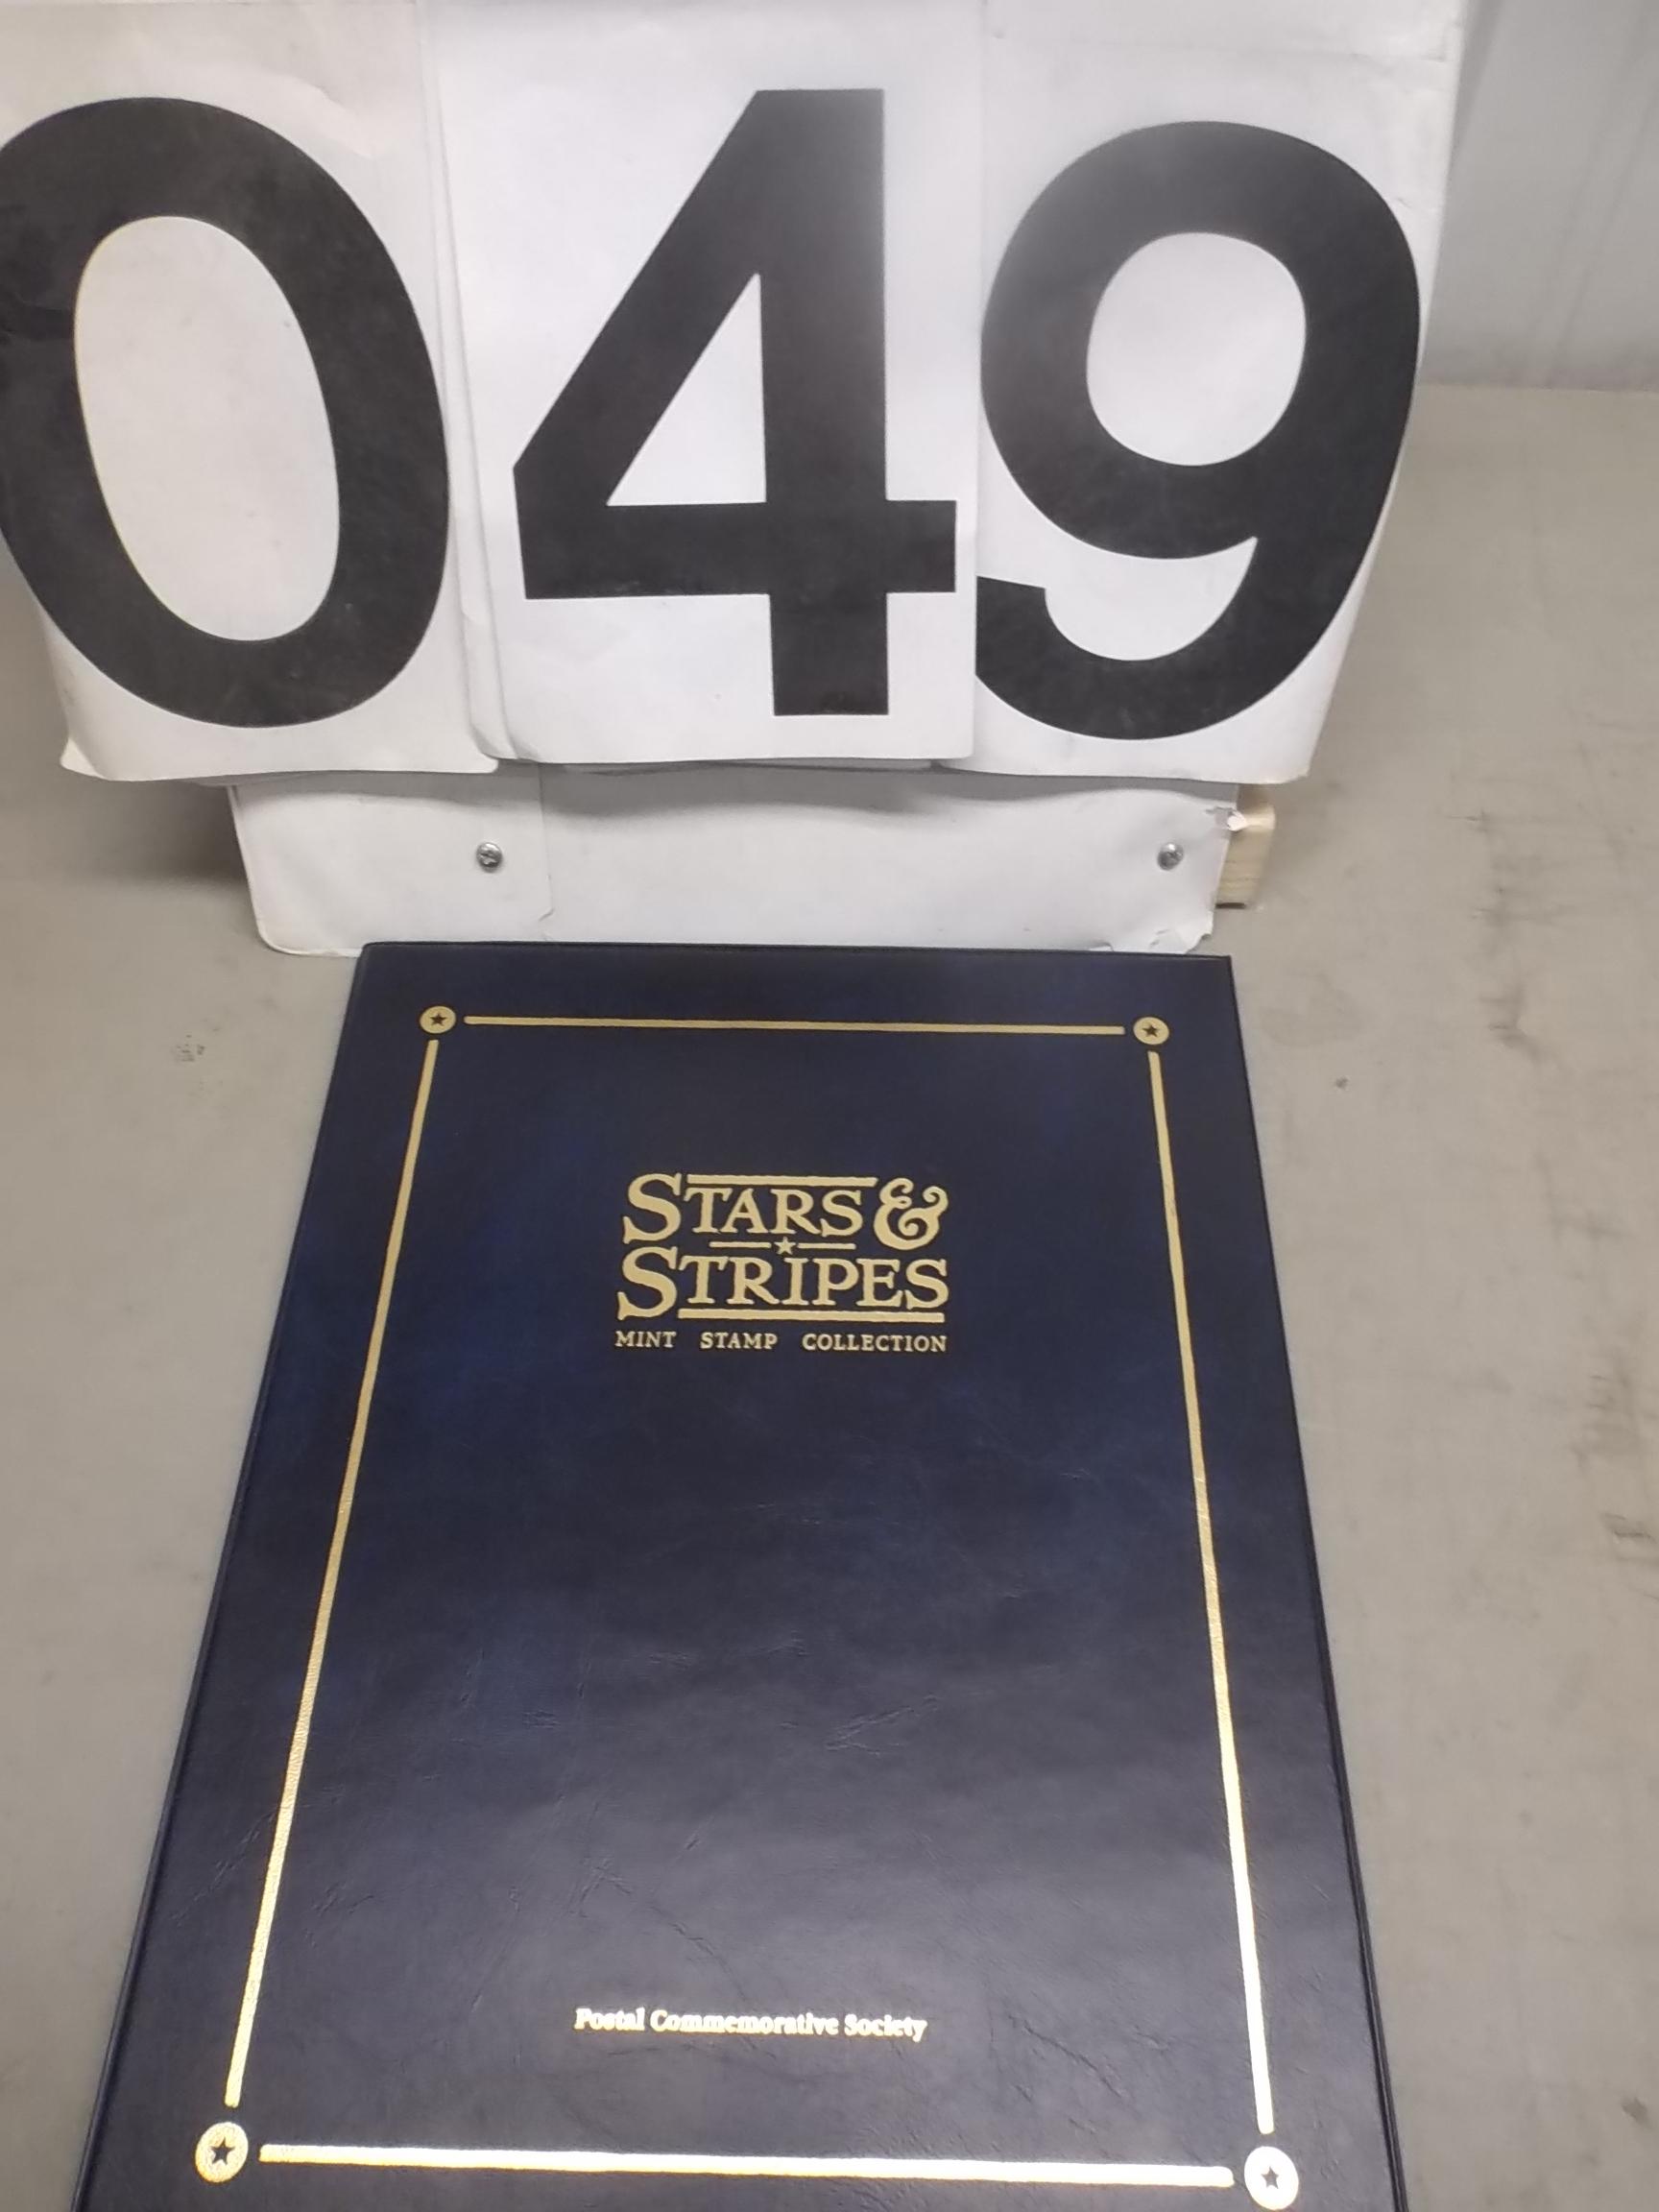 049
STARS &
STRIPES
MINT STAMP COLLECTION
Postal Commemorative Society